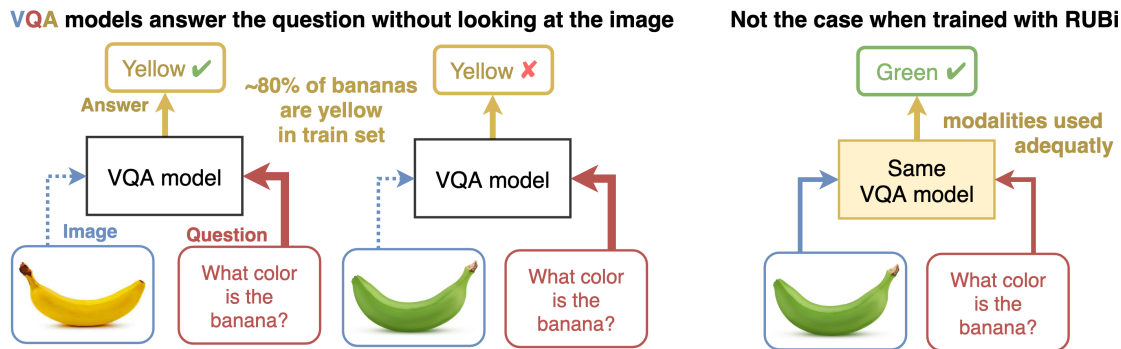 VQA models answer the question without looking at the image
Yellow ✔
Answer
~80% of bananas
are yellow
in train set
Yellow ✘
VQA model
VQA model
Image
Question
What color
is the
banana?
What color
is the
banana?
Not the case when trained with RUBi
Green ✔
modalities used
adequatly
Same
VQA model
What color
is the
banana?